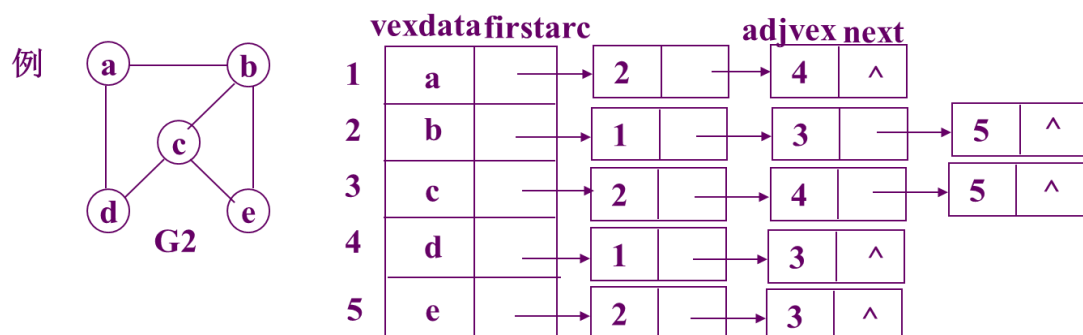 vexdata firstarc adjvex next
例 a b
1 a 2 4 ^
2 b 1 3 5 ^
c
3 c 2 4 5 ^
d e
G2
4 d 1 3 ^
5 e 2 3 ^